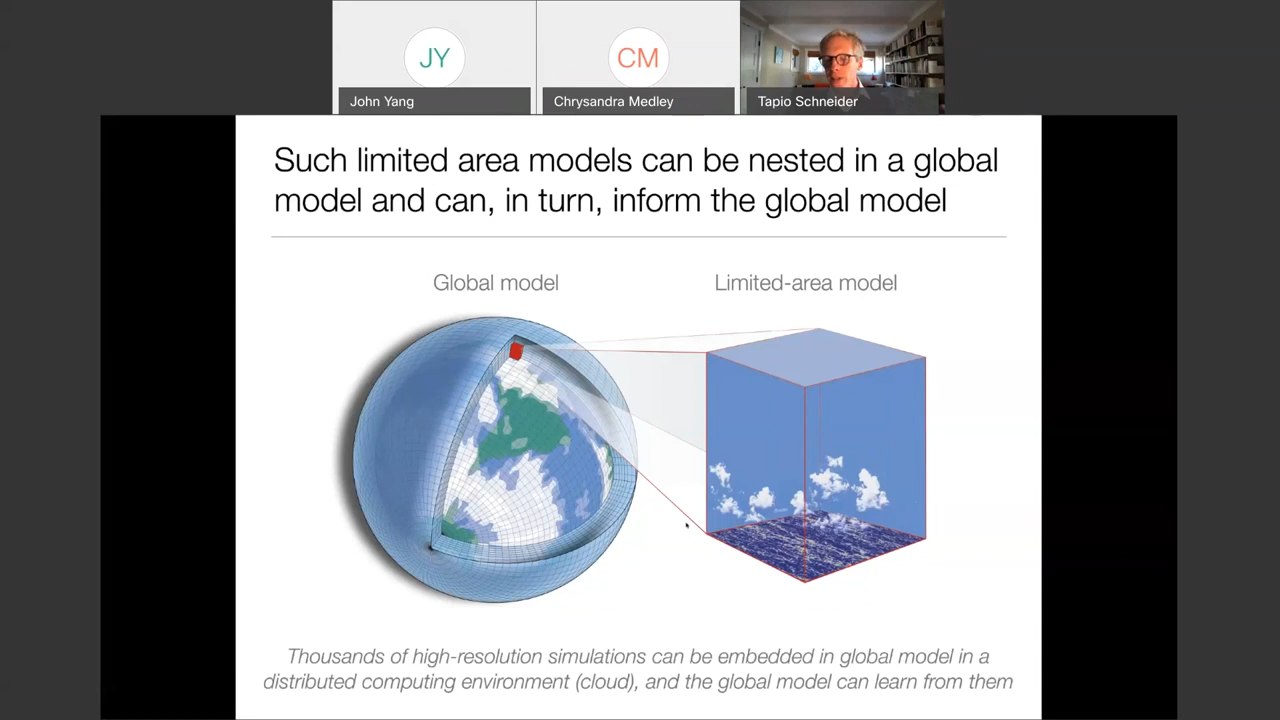 JY
CM
John Yang
Chrysandra Medley
Tapio Schneider
Such limited area models can be nested in a global
model and can, in turn, inform the global model
Global model
Limited-area model
Thousands of high-resolution simulations can be embedded in global model in a
distributed computing environment (cloud), and the global model can learn from them